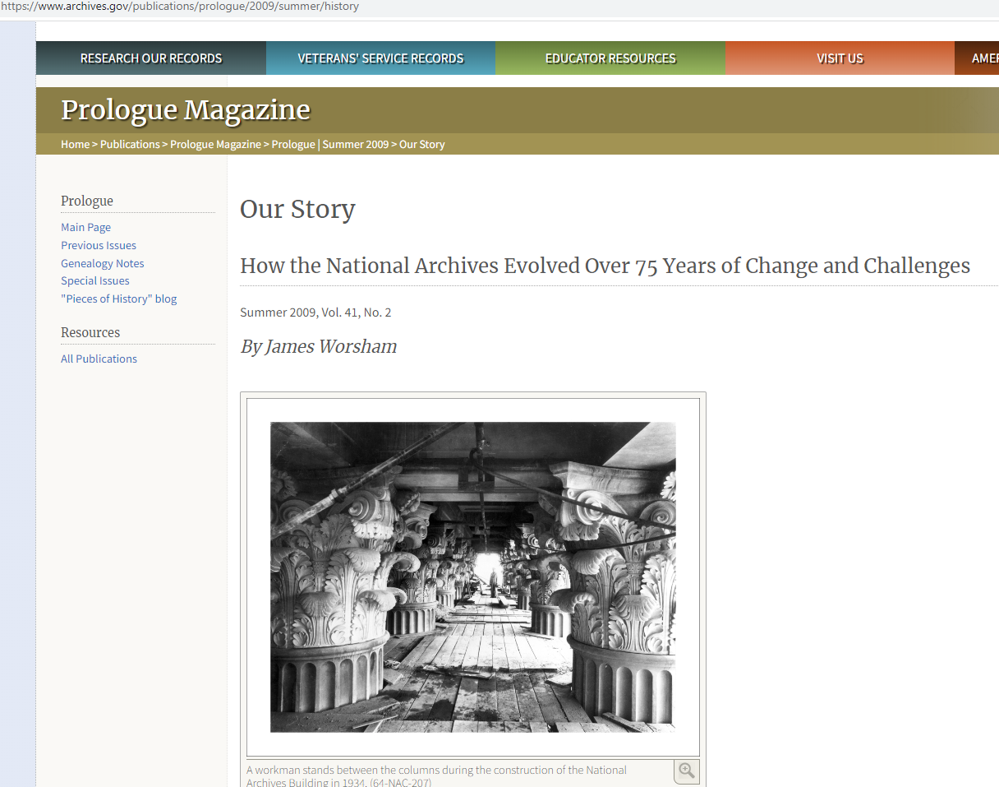 https://www.archives.gov/publications/prologue/2009/summer/history
RESEARCH OUR RECORDS
VETERANS' SERVICE RECORDS
EDUCATOR RESOURCES
VISIT US
Prologue Magazine
Home > Publications > Prologue Magazine > Prologue | Summer 2009 > Our Story
Prologue
Main Page
Previous Issues
Genealogy Notes
Special Issues
"Pieces of History" blog
Resources
All Publications
Our Story
How the National Archives Evolved Over 75 Years of Change and Challenges
Summer 2009, Vol. 41, No. 2
By James Worsham
A workman stands between the columns during the construction of the National
Archives Building in 1934. (64-NAC-207)